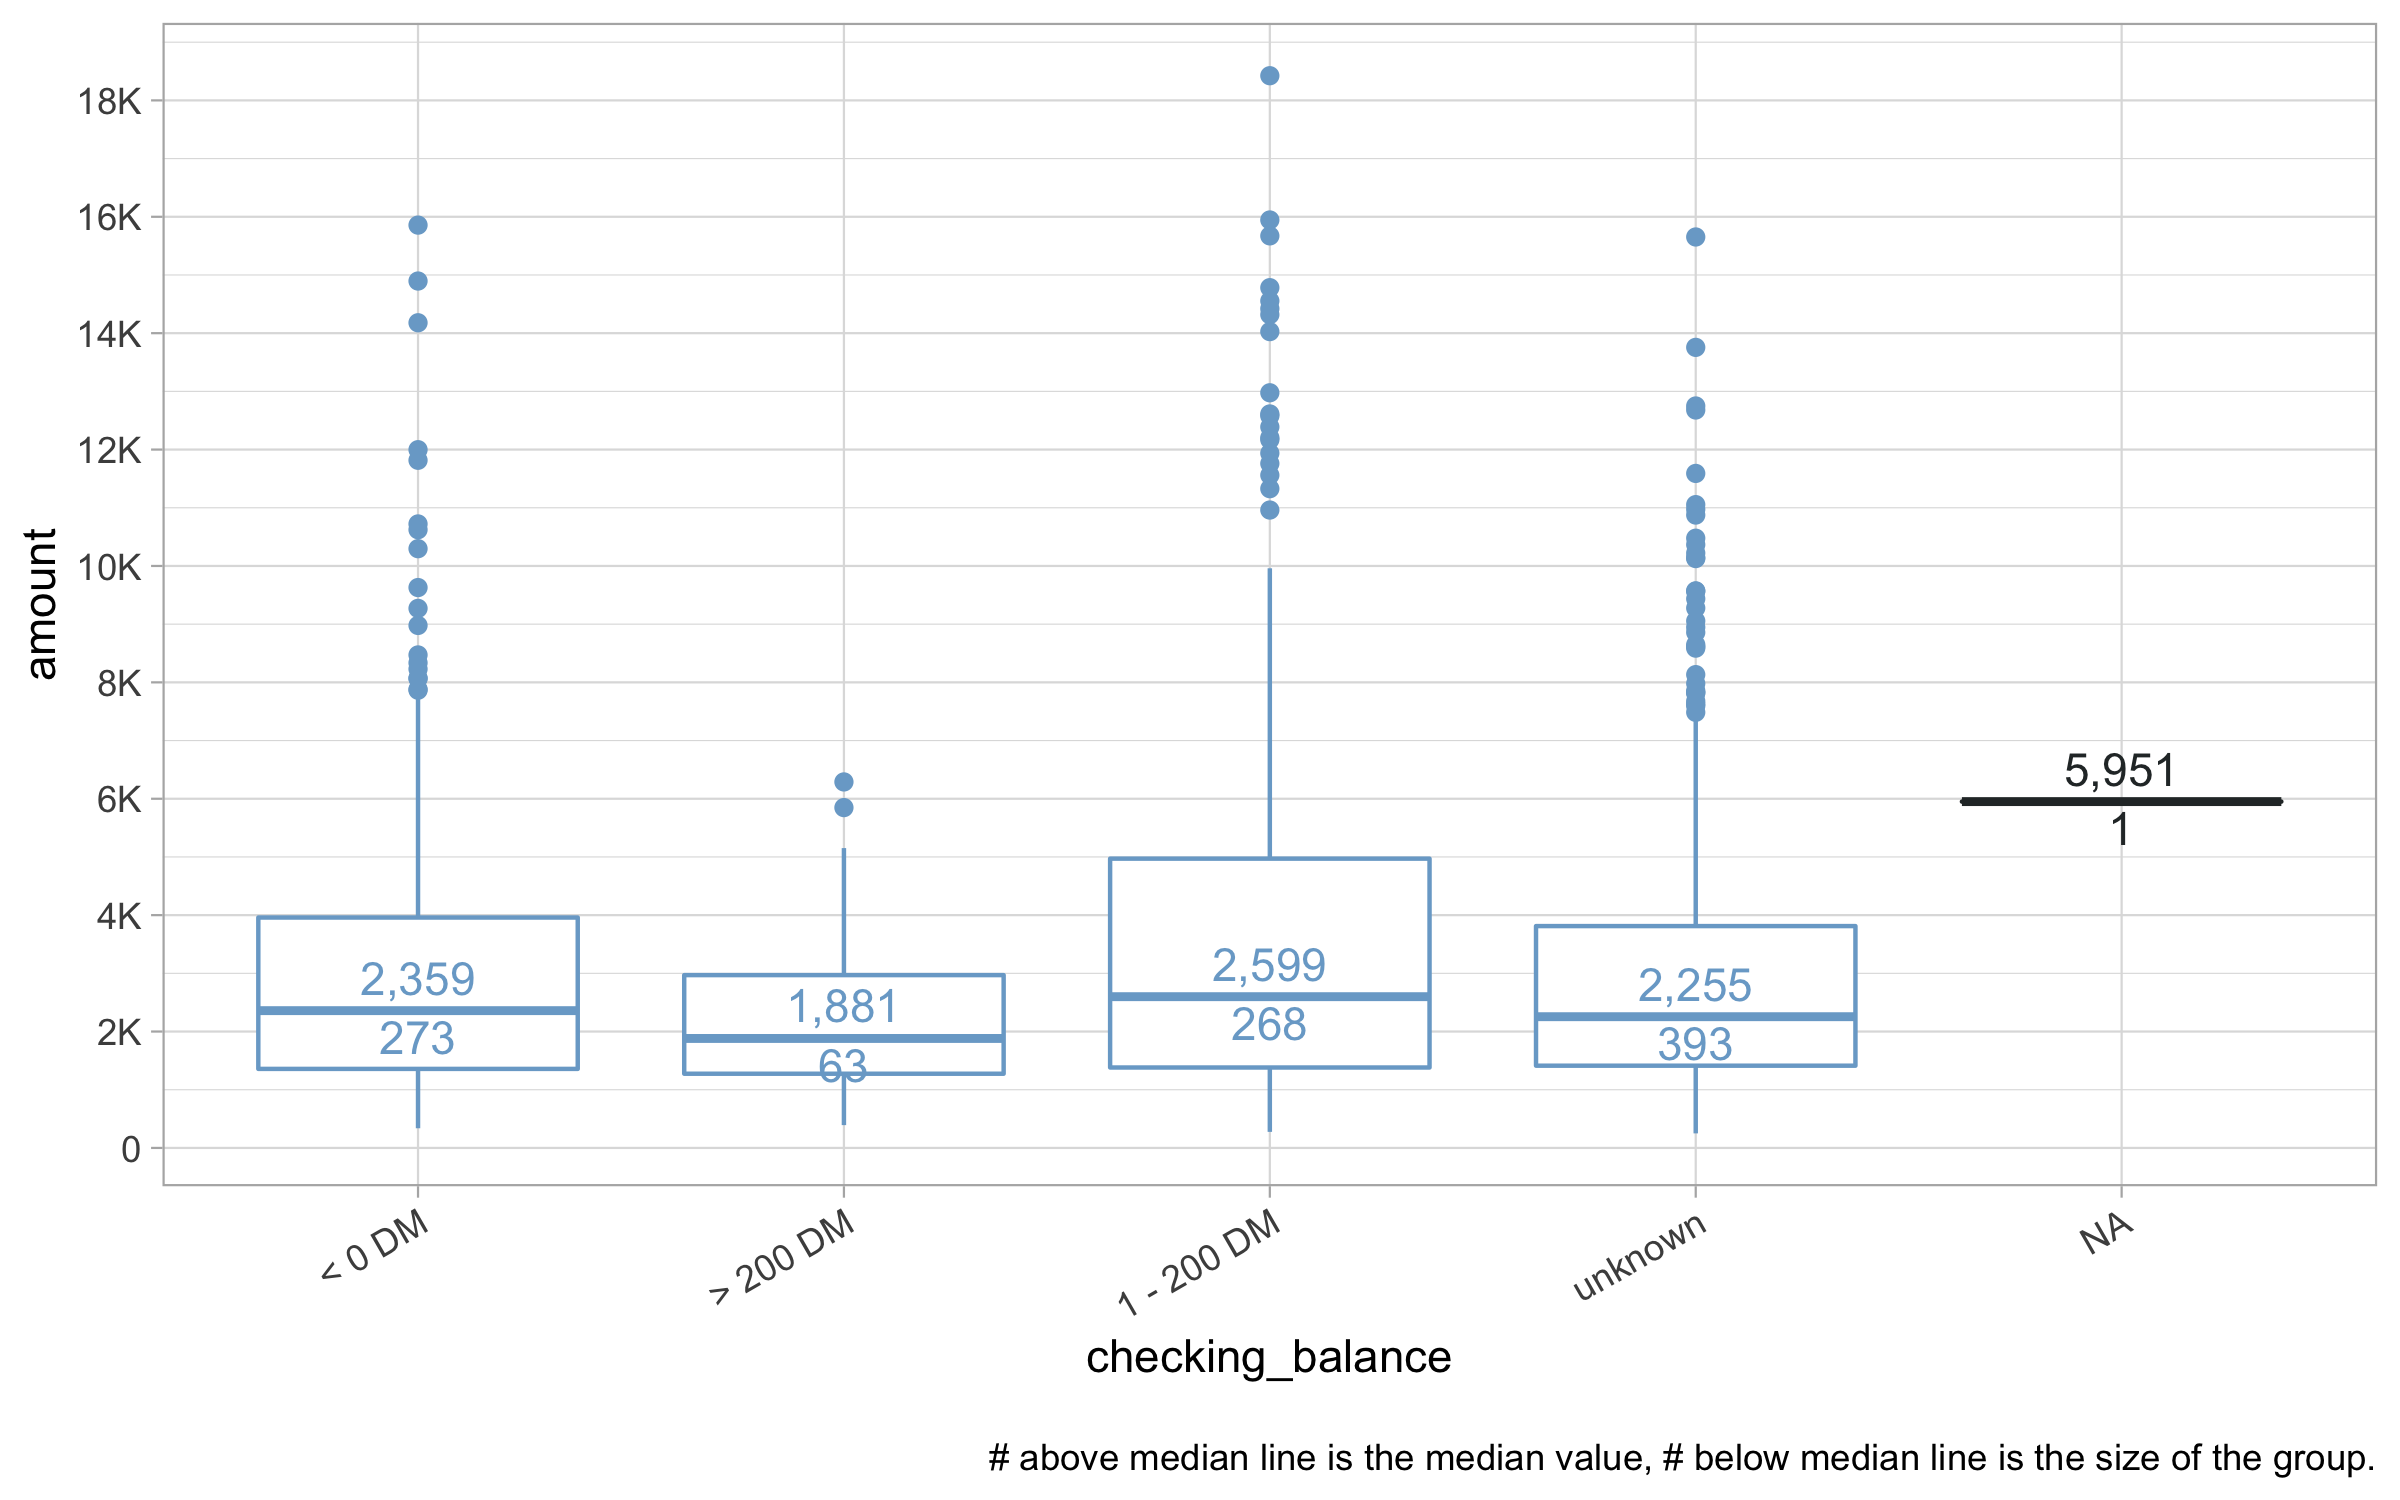 18K
16K
14K
12K
10K
8K
6K
4K
2K
0
amount
2,359
273
1,881
63
2,599
268
2,255
393
5,951
1
< 0 DM
> 200 DM
1 - 200 DM
unknown
NA
checking_balance
# above median line is the median value, # below median line is the size of the group.